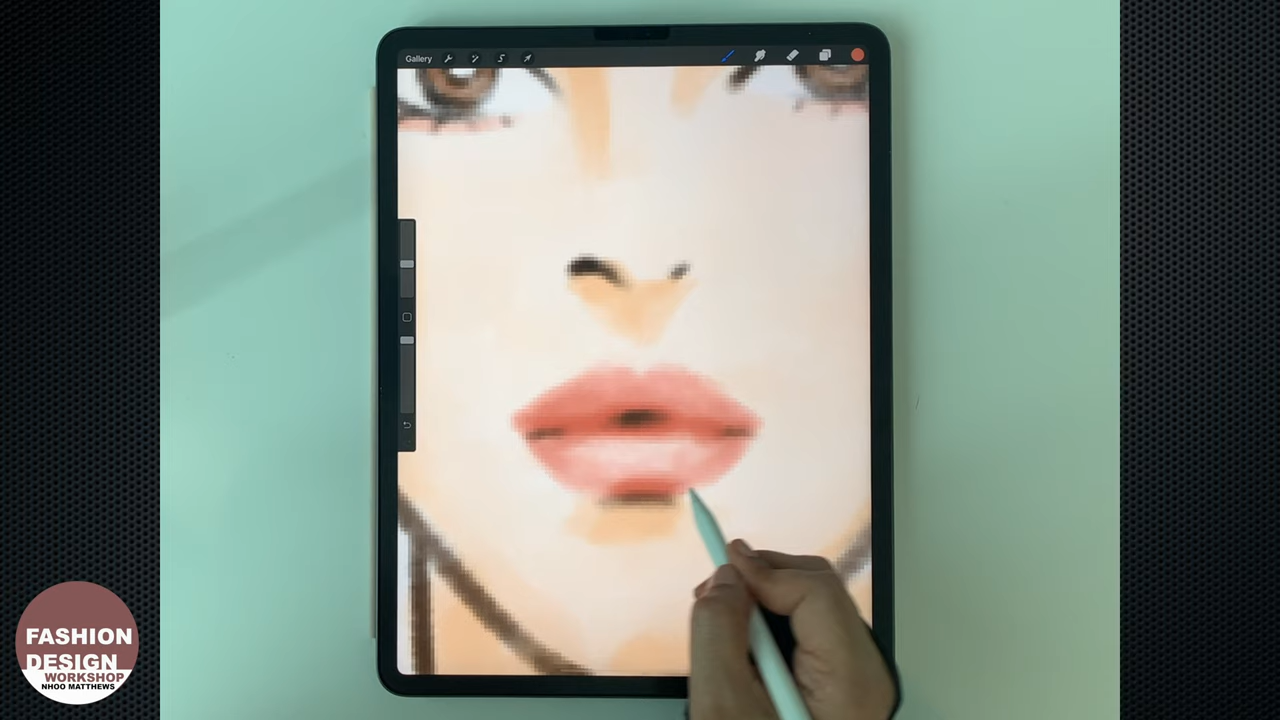 Gallery
FASHION
DESIGN
WORKSHOP
NHOO MATTHEWS